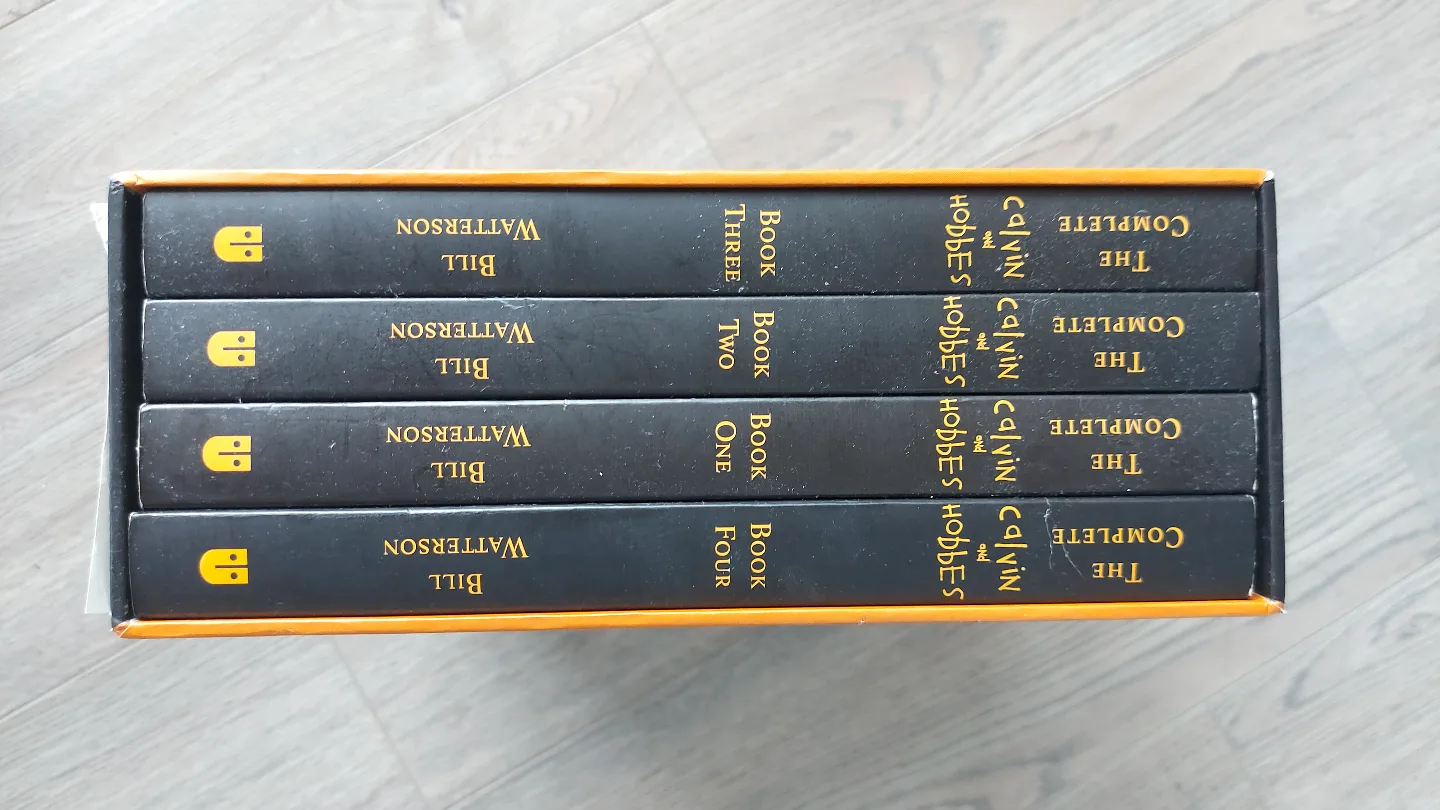 THE
COMPLETE
Calvin
and
Hobbes
BOOK
THREE
BILL
WATTERSON
THE
COMPLETE
Calvin
and
Hobbes
BOOK
TWO
BILL
WATTERSON
THE
COMPLETE
Calvin
and
Hobbes
BOOK
ONE
BILL
WATTERSON
THE
COMPLETE
Calvin
and
Hobbes
BOOK
FOUR
BILL
WATTERSON